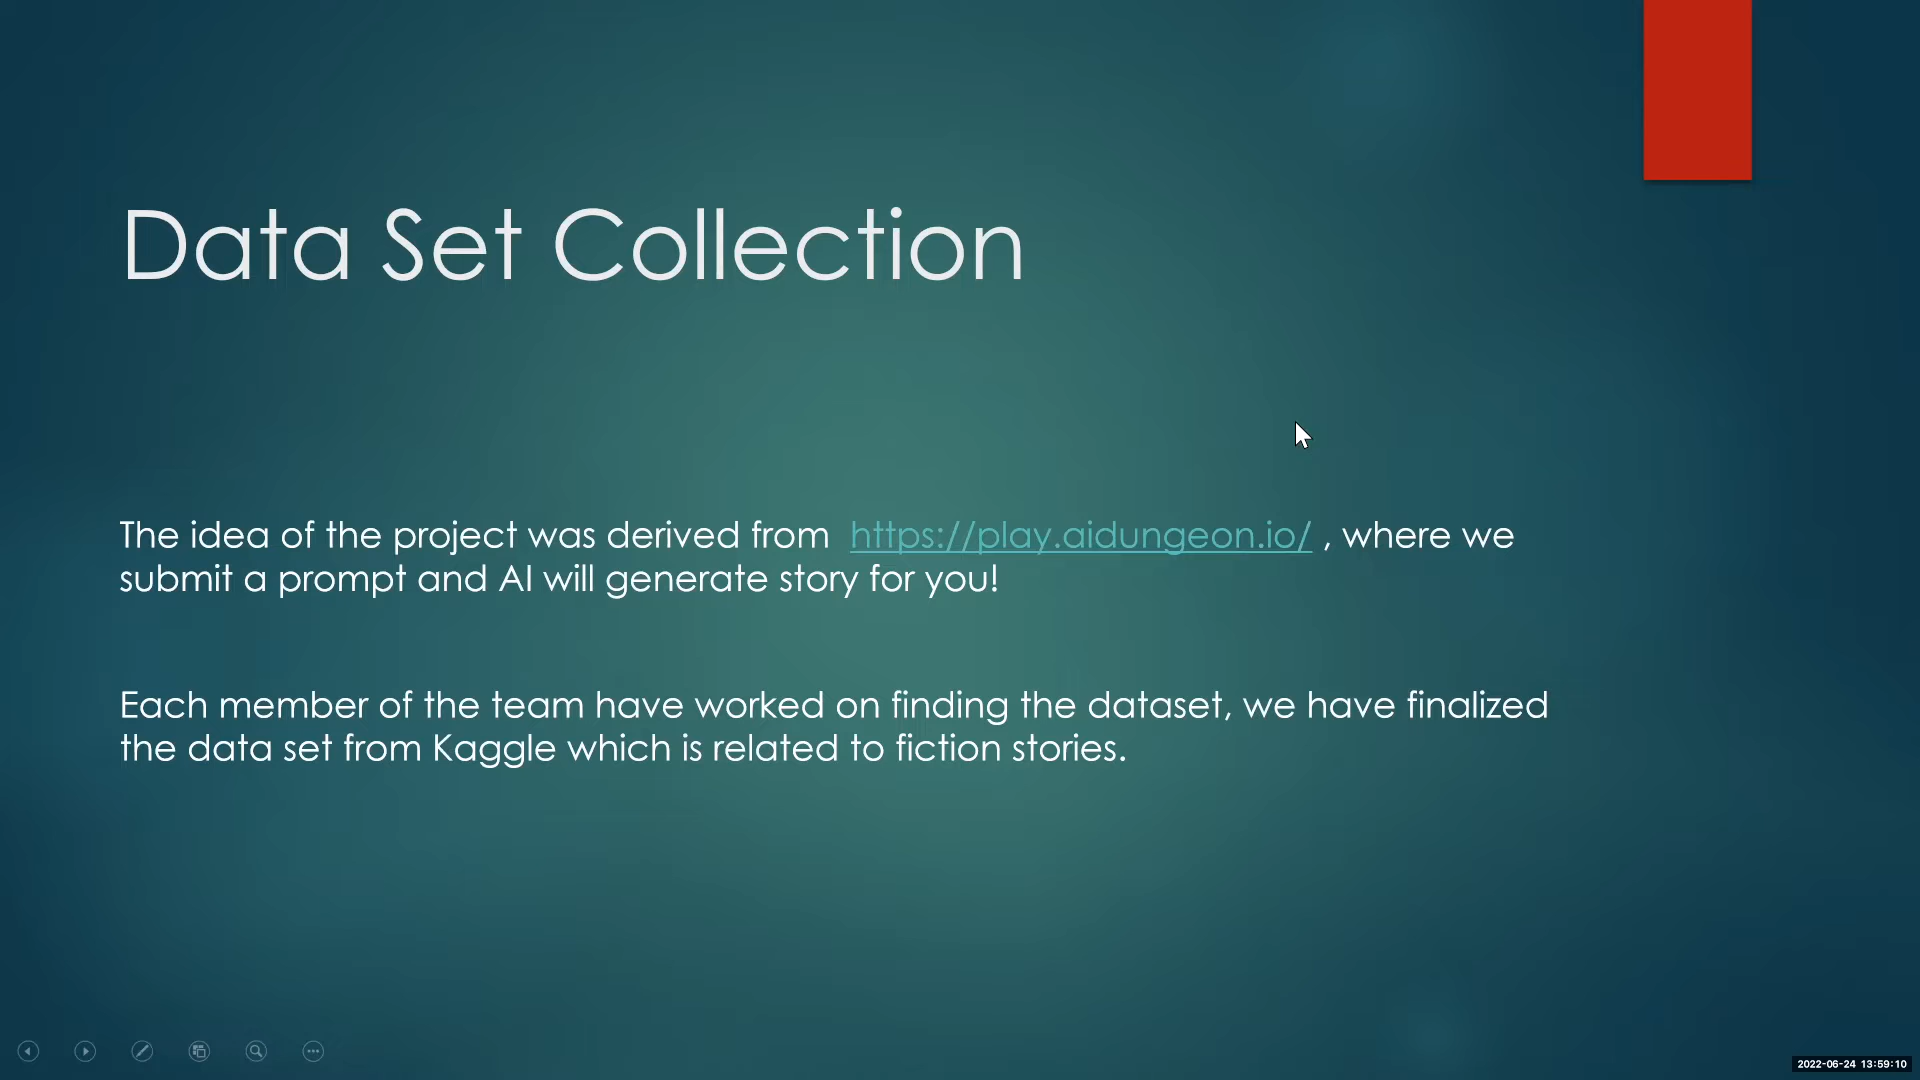 Data Set Collection
The idea of the project was derived from  https://play.aidungeon.io/ , where we
submit a prompt and AI will generate story for you!
Each member of the team have worked on finding the dataset, we have finalized
the data set from Kaggle which is related to fiction stories.
2022-06-24 13:59:10